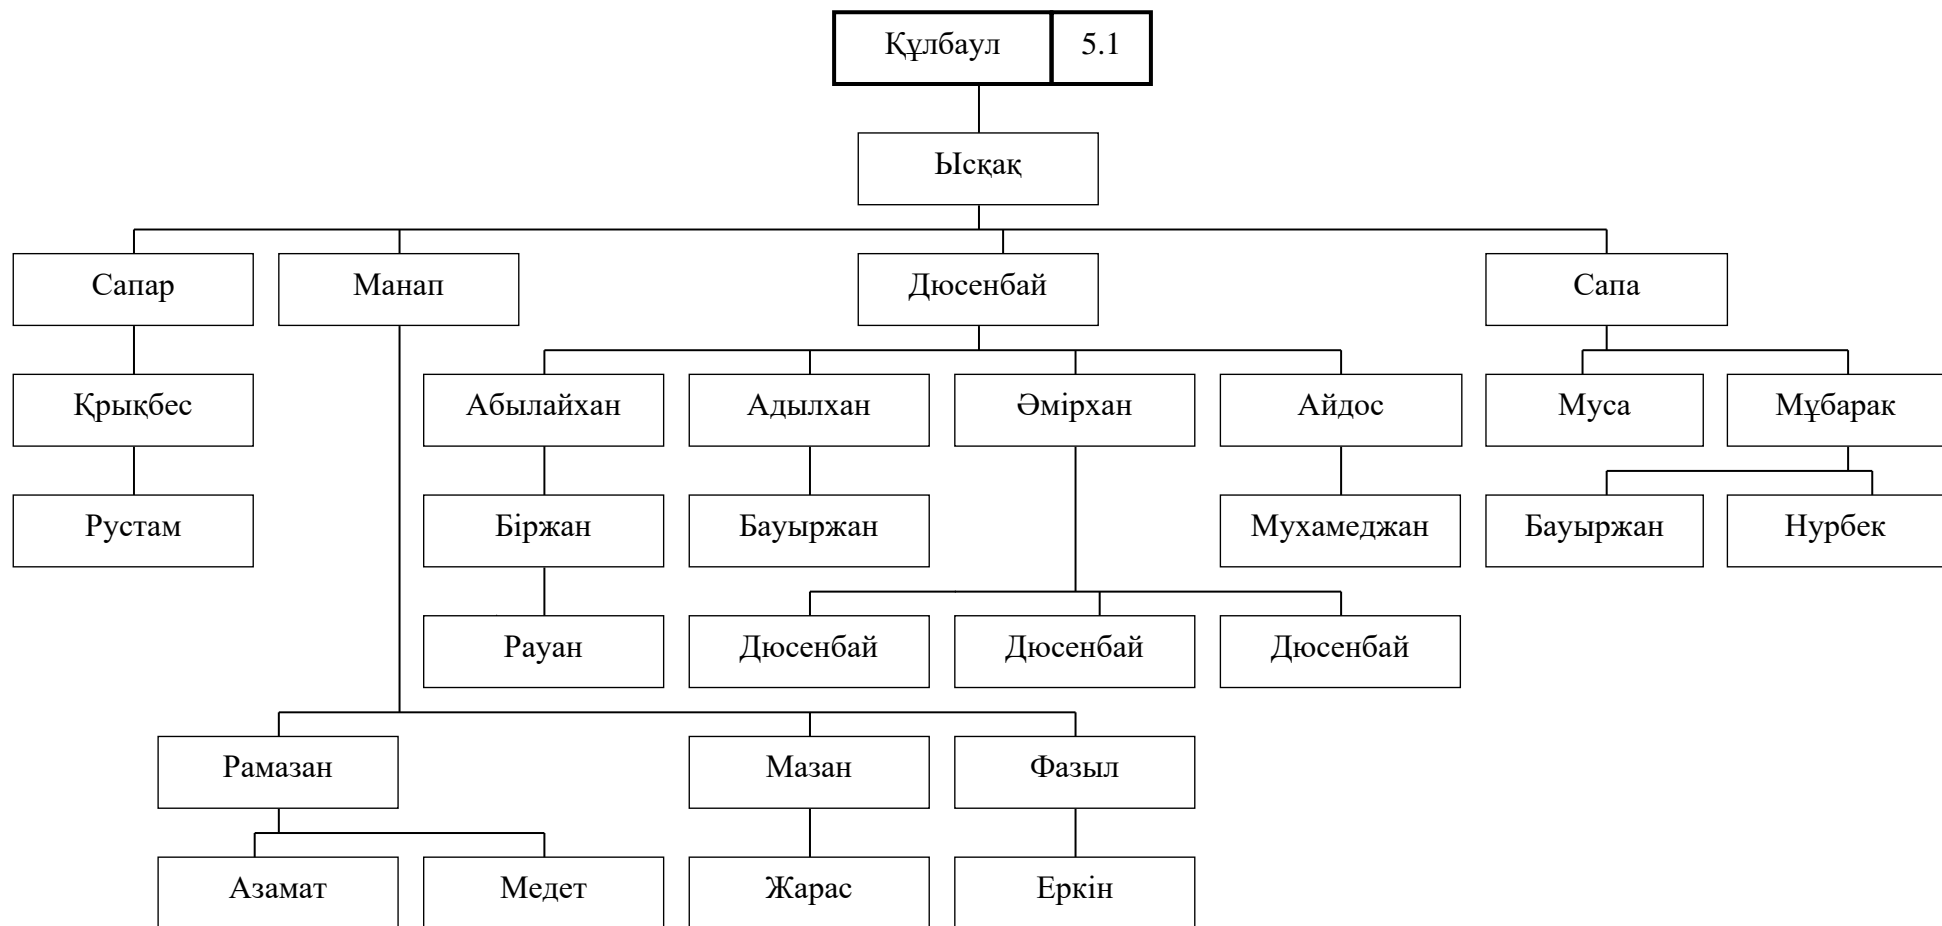 Құлбаул 5.1
Ысқақ
Сапар Манап Дюсенбай Сапа
Қрықбес Абылайхан Адылхан Әмірхан Айдос Муса Мұбарак
Рустам Біржан Бауыржан Мухамеджан Бауыржан Нурбек
Рауан Дюсенбай Дюсенбай Дюсенбай
Рамазан Мазан Фазыл
Азамат Медет Жарас Еркін